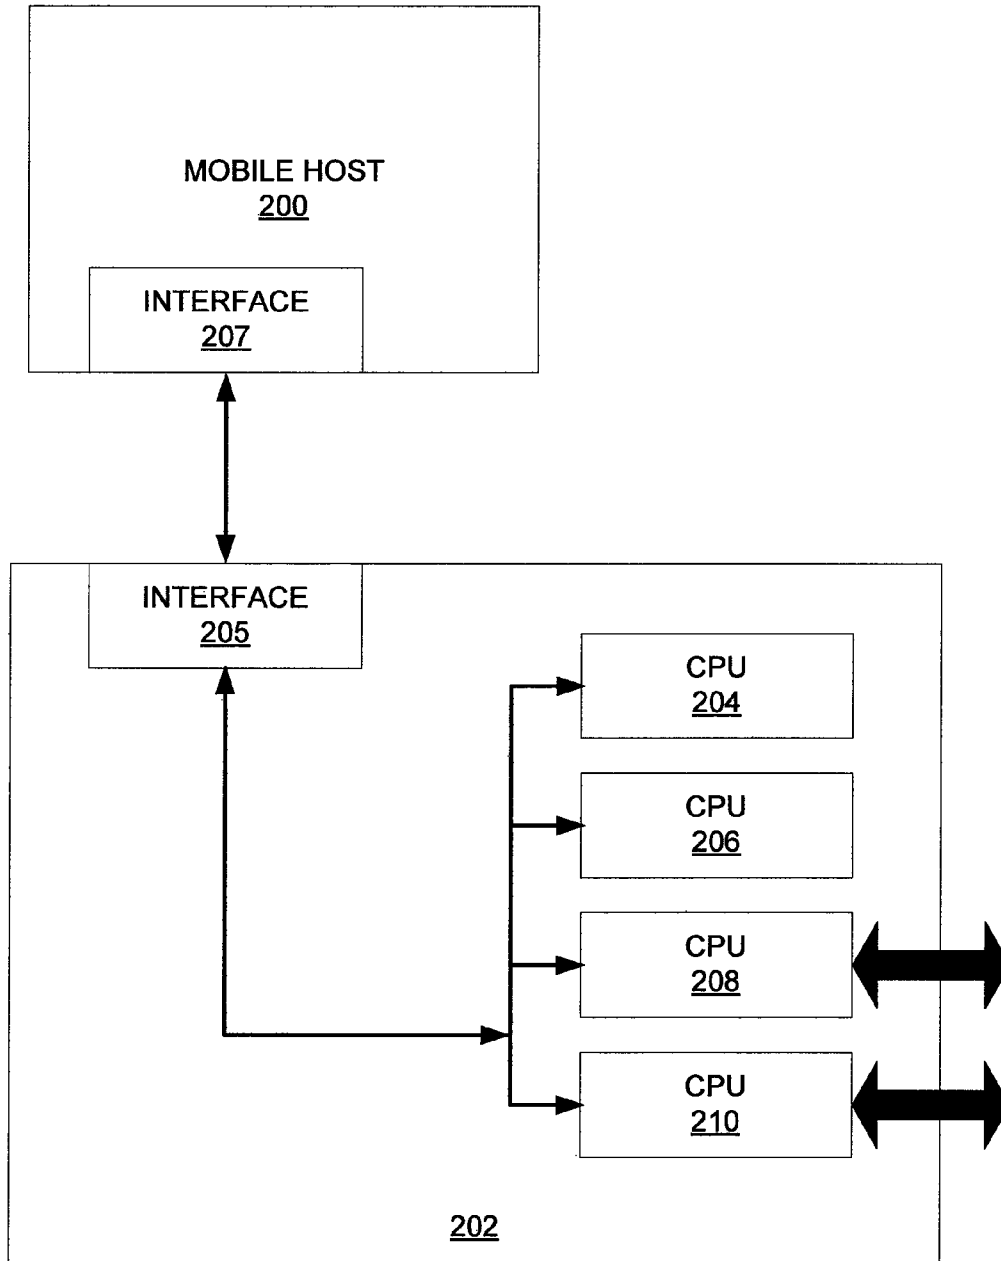 MOBILE HOST
200
INTERFACE
207
INTERFACE
205
CPU
204
CPU
206
CPU
208
CPU
210
202